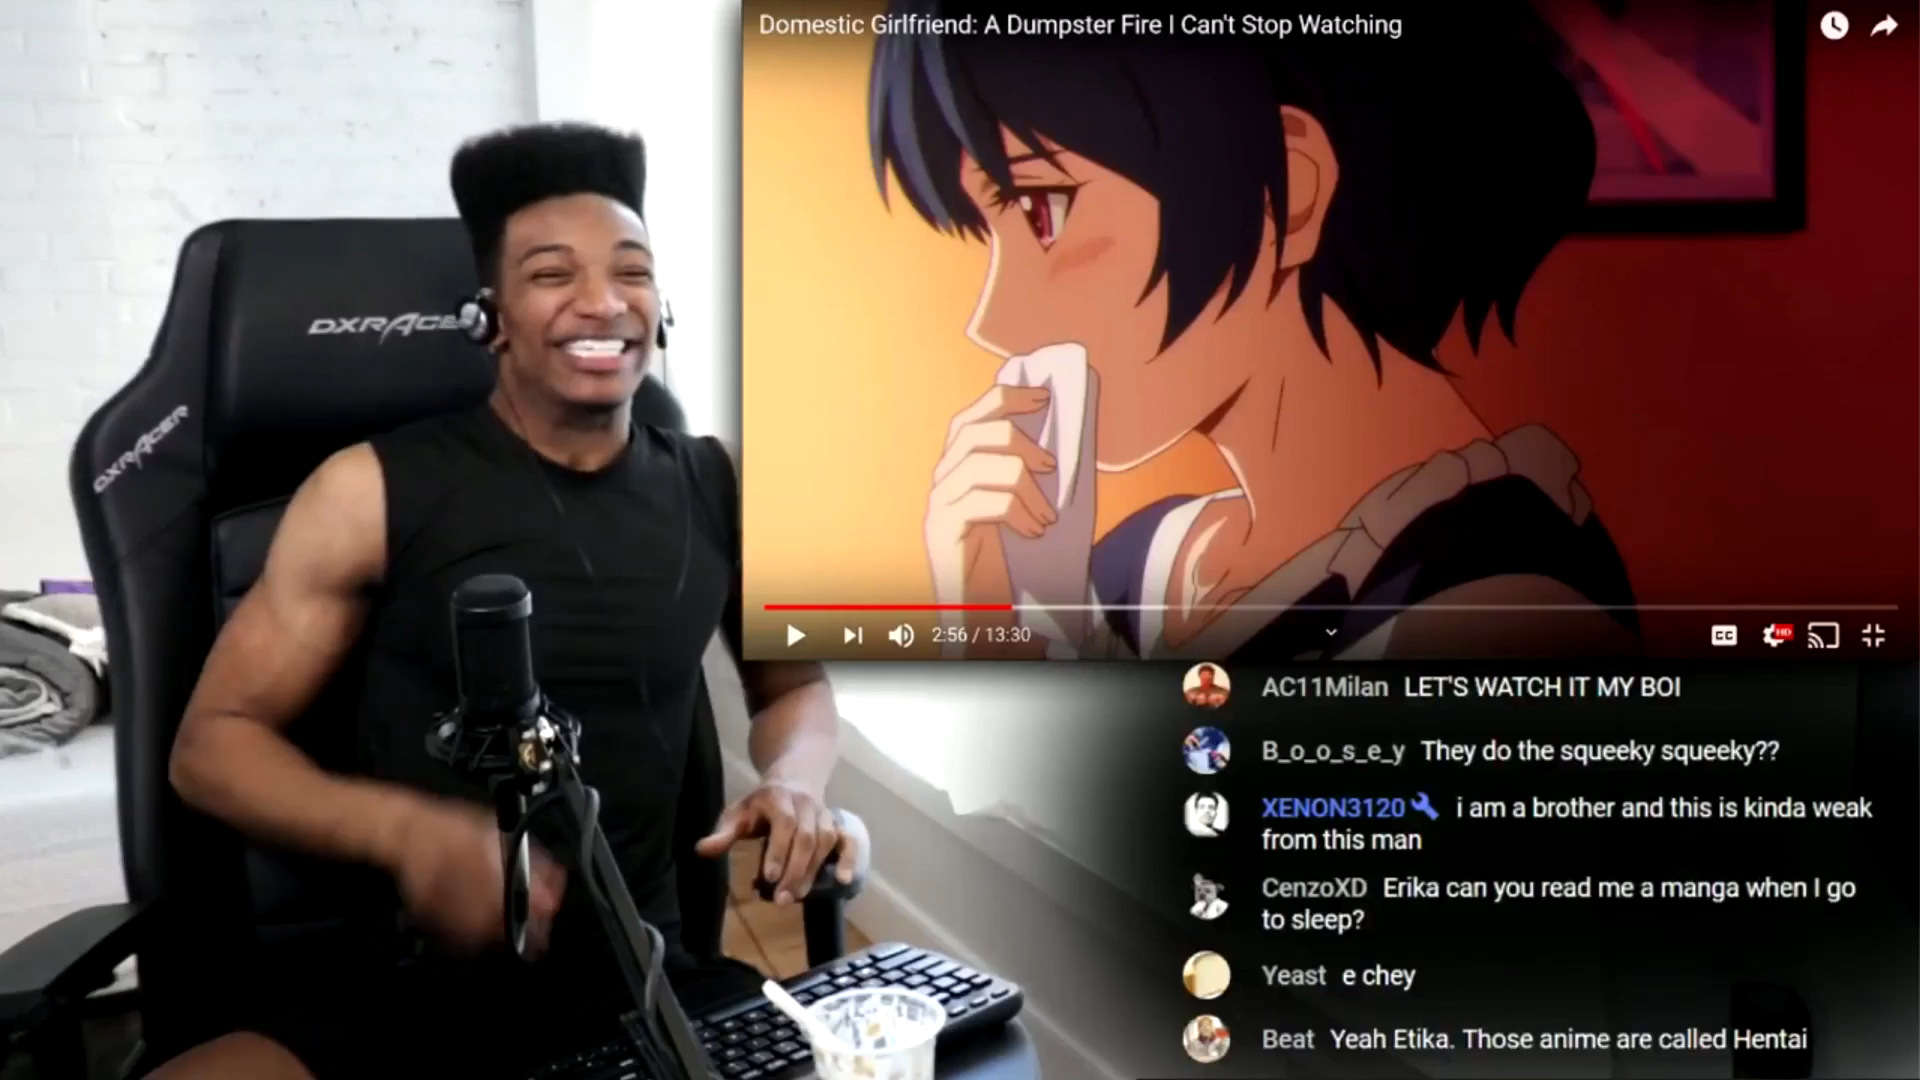 Domestic Girlfriend: A Dumpster Fire I Can't Stop Watching
DXRACER
DXRACER
2:56 / 13:30
CC
HD
AC11Milan LET'S WATCH IT MY BOI
B_o_o_s_e_y They do the squeeky squeeky??
XENON3120 i am a brother and this is kinda weak
from this man
CenzoXD Erika can you read me a manga when I go
to sleep?
Yeast e chey
Beat Yeah Etika. Those anime are called Hentai